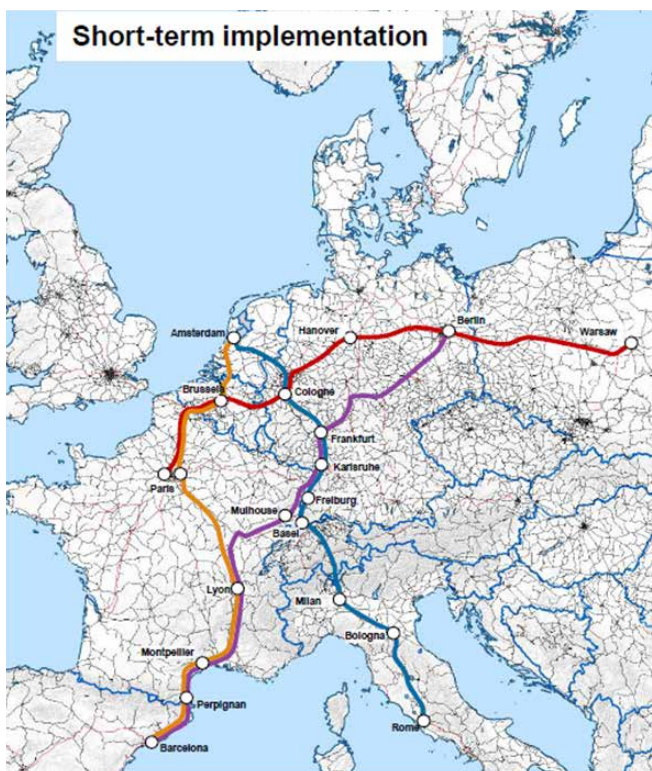 Short-term implementation
Amsterdam
Hanover
Berlin
Warsaw
Brussels
Cologne
Frankfurt
Paris
Karlsruhe
Mulhouse
Freiburg
Basel
Lyon
Milan
Bologna
Montpellier
Perpignan
Rome
Barcelona